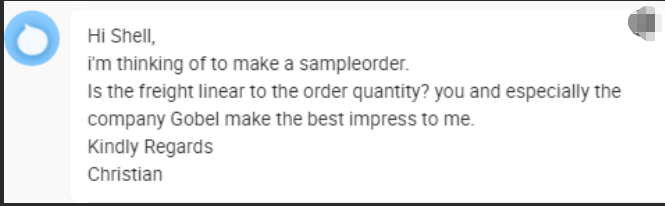 Hi Shell,
i'm thinking of to make a sampleorder.
Is the freight linear to the order quantity? you and especially the
company Gobel make the best impress to me.
Kindly Regards
Christian